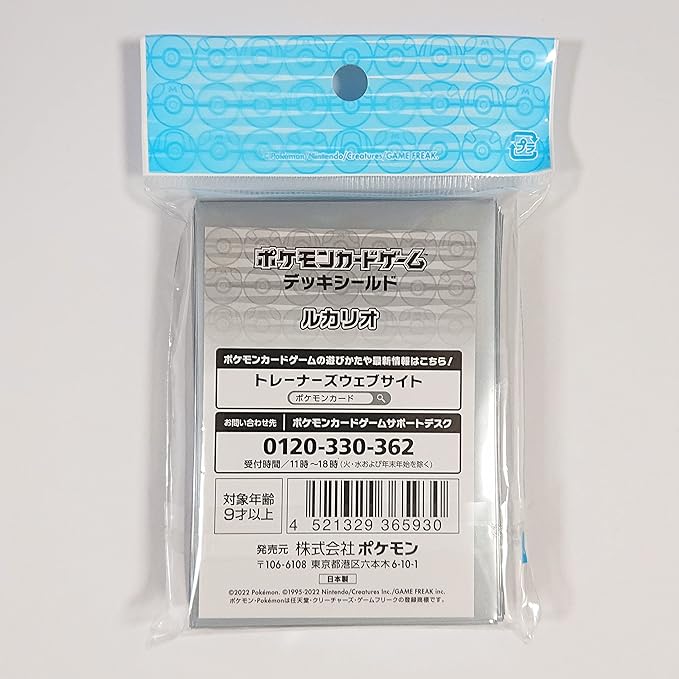 ©Pokémon/Nintendo/Creatures/GAME FREAK.
プラ
ポケモンカードゲーム
デッキシールド
ルカリオ
ポケモンカードゲームの遊びかたや最新情報はこちら!
トレーナーズウェブサイト
ポケモンカード
お問い合わせ先 ポケモンカードゲームサポートデスク
0120-330-362
受付時間/11時~18時(火・水および年末年始を除く)
対象年齢
9才以上
4 521329 365930
発売元 株式会社ポケモン
〒106-6108 東京都港区六本木6-10-1
日本製
©2022 Pokémon. ©1995-2022 Nintendo/Creatures Inc./GAME FREAK inc.
ポケモン・Pokémonは任天堂・クリーチャーズ・ゲームフリークの登録商標です。